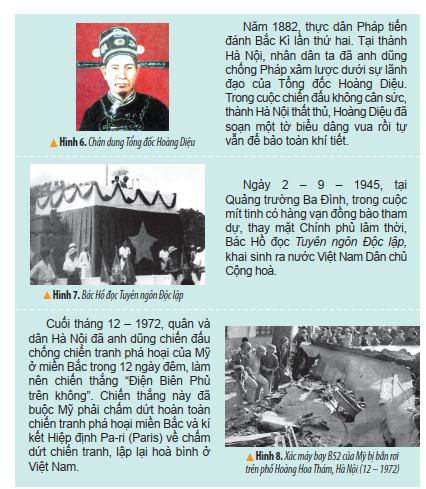 Năm 1882, thực dân Pháp tiến
đánh Bắc Kì lần thứ hai. Tại thành
Hà Nội, nhân dân ta đã anh dũng
chống Pháp xâm lược dưới sự lãnh
đạo của Tổng đốc Hoàng Diệu.
Trong cuộc chiến đấu không cân sức,
thành Hà Nội thất thủ, Hoàng Diệu đã
soạn một tờ biểu dâng vua rồi tự
vẫn để bảo toàn khí tiết.
▲ Hình 6. Chân dung Tổng đốc Hoàng Diệu
Ngày 2 – 9 – 1945, tại
Quảng trường Ba Đình, trong cuộc
mít tinh có hàng vạn đồng bào tham
dự, thay mặt Chính phủ lâm thời,
Bác Hồ đọc Tuyên ngôn Độc lập,
khai sinh ra nước Việt Nam Dân chủ
Cộng hoà.
▲ Hình 7. Bác Hồ đọc Tuyên ngôn Độc lập
Cuối tháng 12 – 1972, quân và
dân Hà Nội đã anh dũng chiến đấu
chống chiến tranh phá hoại của Mỹ
ở miền Bắc trong 12 ngày đêm, làm
nên chiến thắng “Điện Biên Phủ
trên không”. Chiến thắng này đã
buộc Mỹ phải chấm dứt hoàn toàn
chiến tranh phá hoại miền Bắc và kí
kết Hiệp định Pa-ri (Paris) về chấm
dứt chiến tranh, lập lại hoà bình ở
Việt Nam.
▲ Hình 8. Xác máy bay B52 của Mỹ bị bắn rơi
trên phố Hoàng Hoa Thám, Hà Nội (12 – 1972)